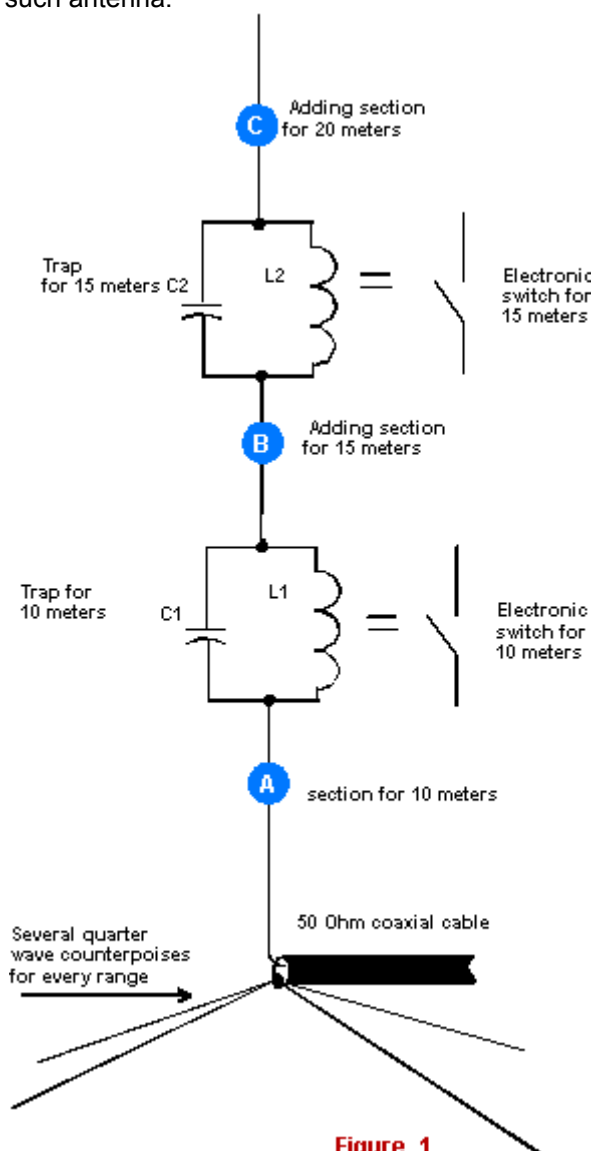 such antenna.
Adding section
C for 20 meters
Trap
for 15 meters C2
L2
Electronic
switch for
15 meters
Adding section
B for 15 meters
Trap for
10 meters
C1
L1
Electronic
switch for
10 meters
A section for 10 meters
50 Ohm coaxial cable
Several quarter
wave counterpoises
for every range
Figure 1